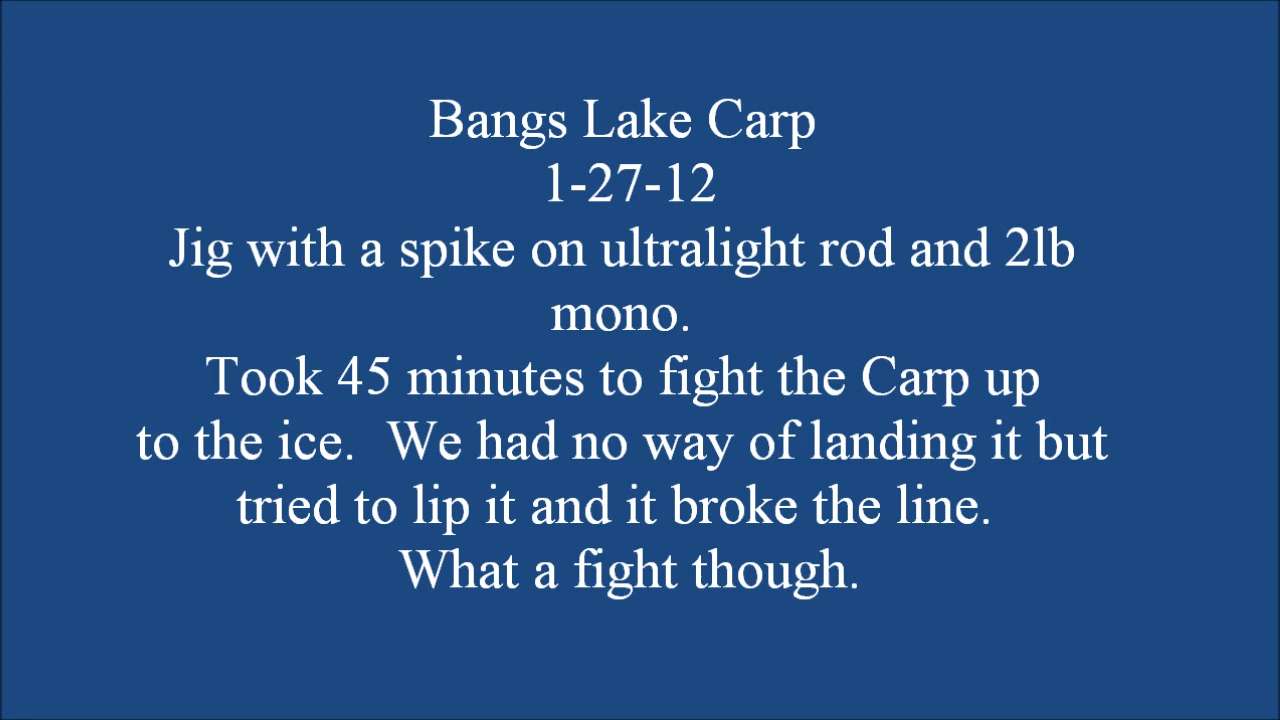 Bangs Lake Carp
1-27-12
Jig with a spike on ultralight rod and 2lb
mono.
Took 45 minutes to fight the Carp up
to the ice.  We had no way of landing it but
tried to lip it and it broke the line.
What a fight though.